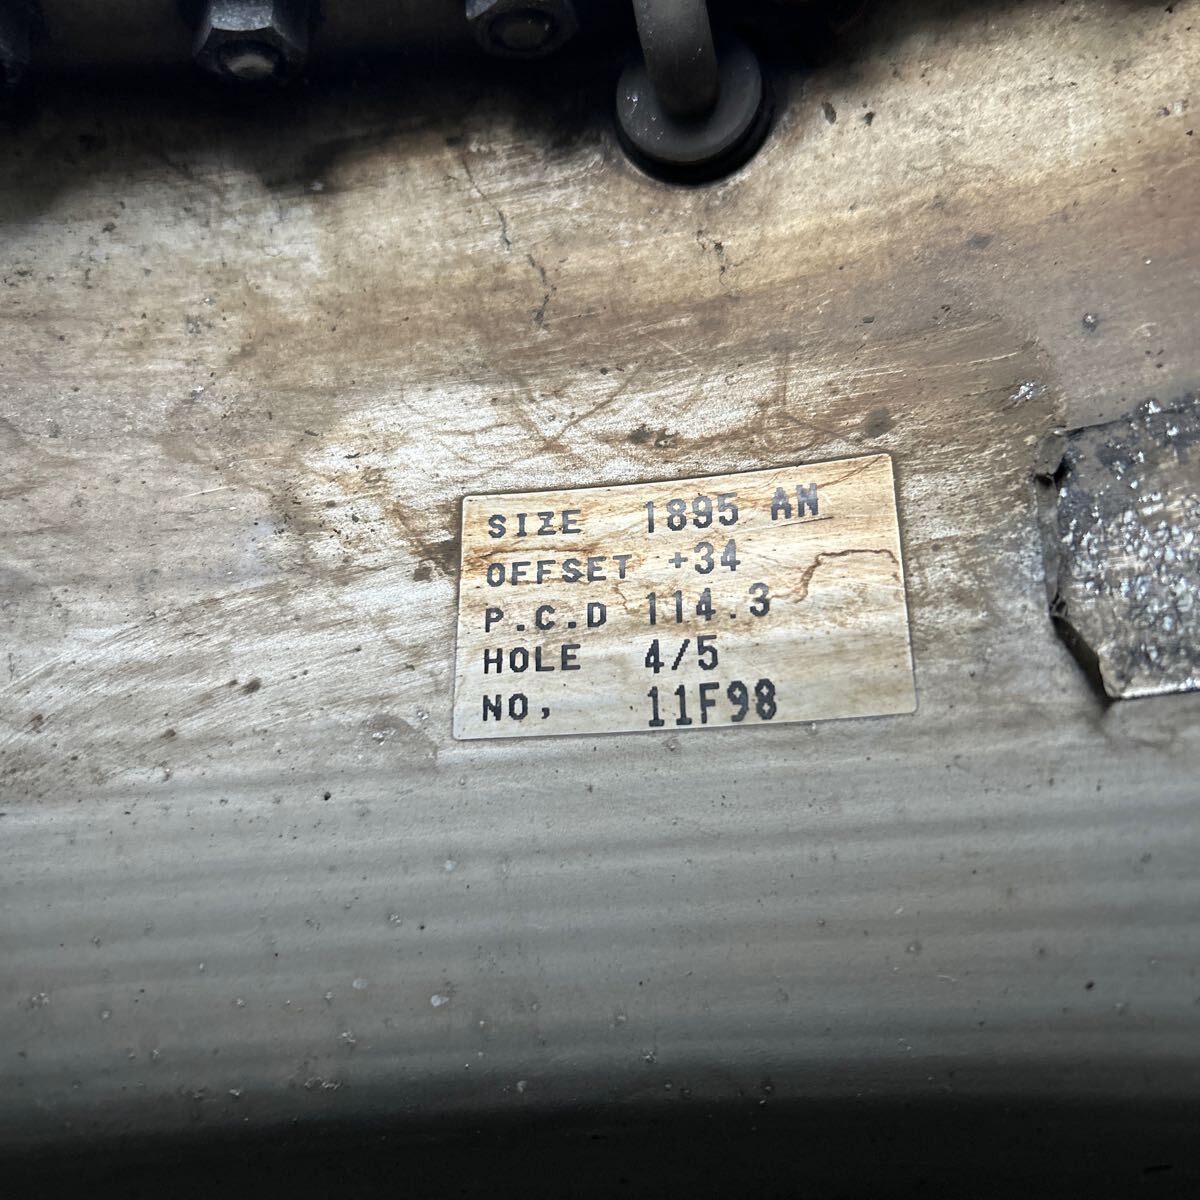 SIZE 1895 AN
OFFSET +34
P.C.D 114.3
HOLE 4/5
NO, 11F98